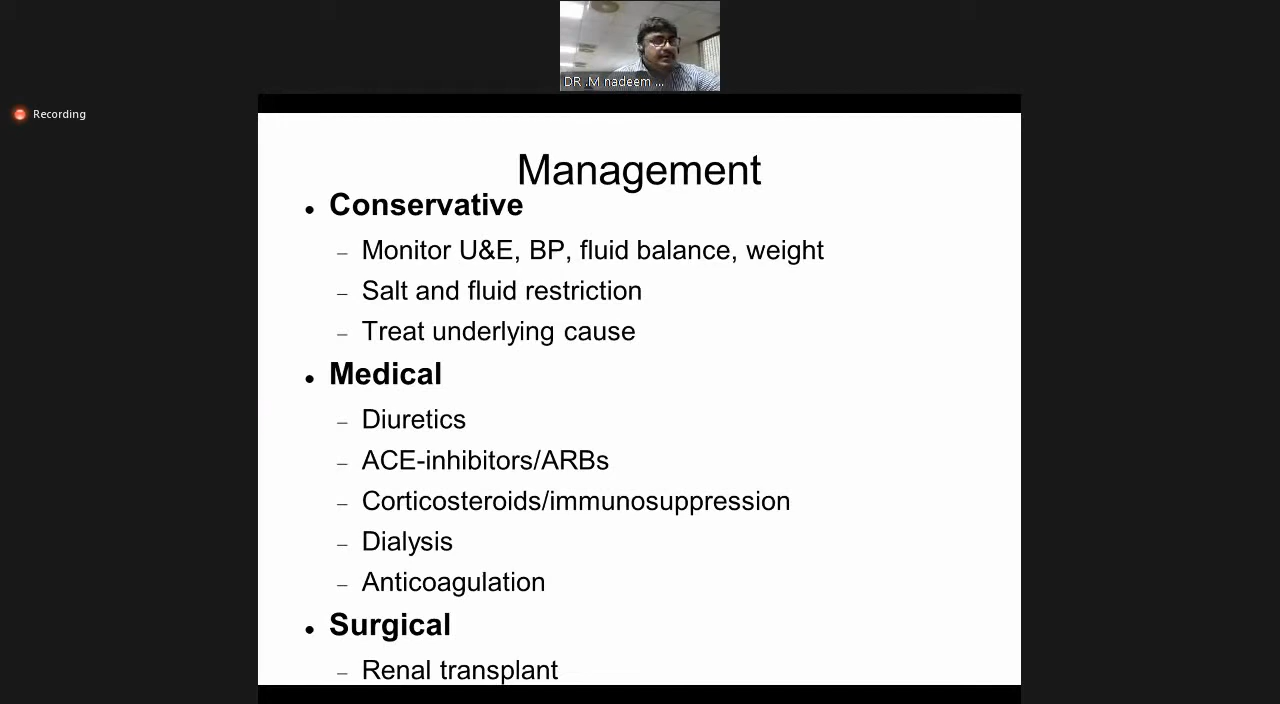 DR .M nadeem ...
Recording
Management
• Conservative
– Monitor U&E, BP, fluid balance, weight
– Salt and fluid restriction
– Treat underlying cause
• Medical
– Diuretics
– ACE-inhibitors/ARBs
– Corticosteroids/immunosuppression
– Dialysis
– Anticoagulation
• Surgical
– Renal transplant